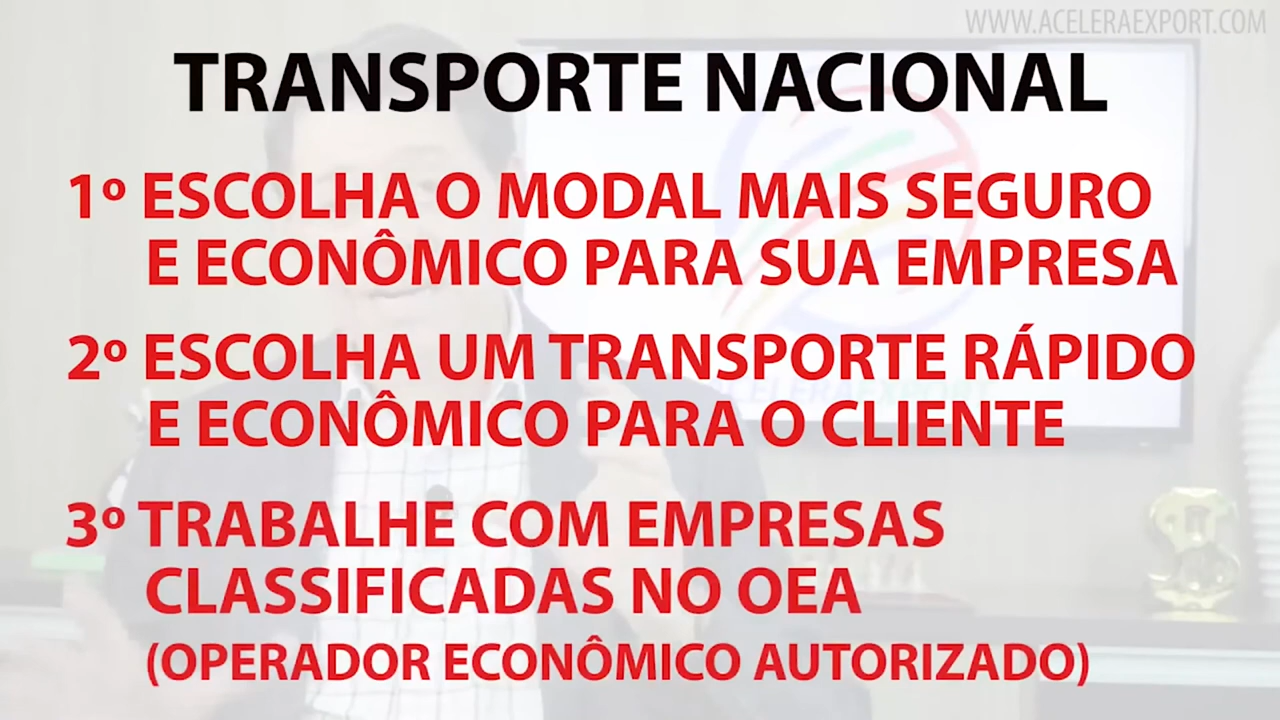 WWW.ACELERAEXPORT.COM
TRANSPORTE NACIONAL
1º ESCOLHA O MODAL MAIS SEGURO
E ECONÔMICO PARA SUA EMPRESA
2º ESCOLHA UM TRANSPORTE RÁPIDO
E ECONÔMICO PARA O CLIENTE
3º TRABALHE COM EMPRESAS
CLASSIFICADAS NO OEA
(OPERADOR ECONÔMICO AUTORIZADO)